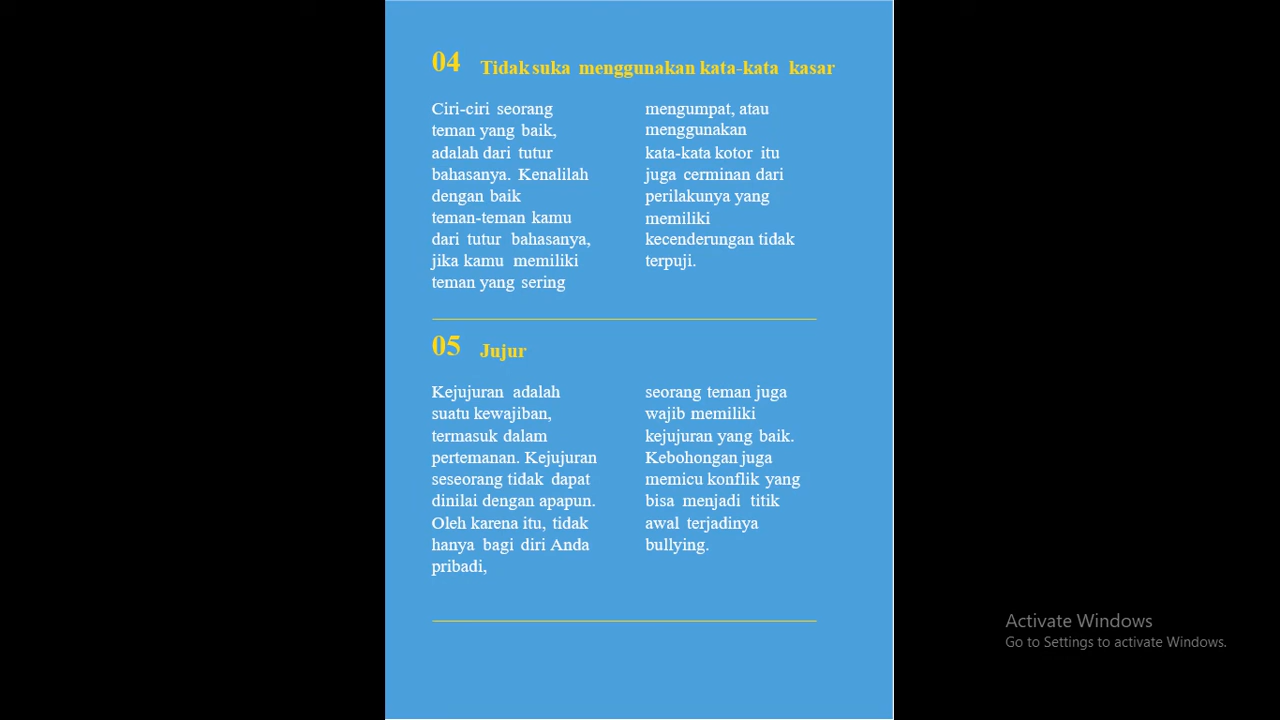 04 Tidak suka menggunakan kata-kata kasar
Ciri-ciri seorang
teman yang baik,
adalah dari tutur
bahasanya. Kenalilah
dengan baik
teman-teman kamu
dari tutur bahasanya,
jika kamu memiliki
teman yang sering
mengumpat, atau
menggunakan
kata-kata kotor itu
juga cerminan dari
perilakunya yang
memiliki
kecenderungan tidak
terpuji.
05 Jujur
Kejujuran adalah
suatu kewajiban,
termasuk dalam
pertemanan. Kejujuran
seseorang tidak dapat
dinilai dengan apapun.
Oleh karena itu, tidak
hanya bagi diri Anda
pribadi,
seorang teman juga
wajib memiliki
kejujuran yang baik.
Kebohongan juga
memicu konflik yang
bisa menjadi titik
awal terjadinya
bullying.
Activate Windows
Go to Settings to activate Windows.